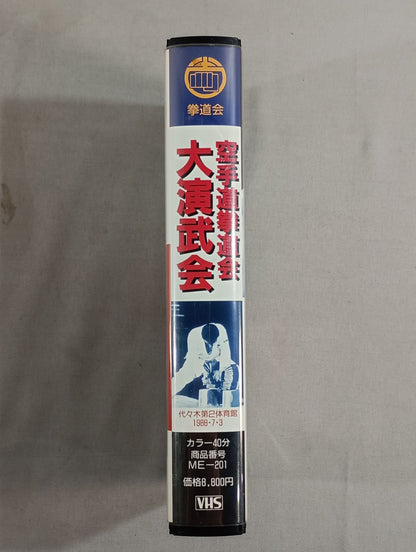 拳道会
空手道拳道会
大演武会
代々木第2体育館
1988・7・3
カラー40分
商品番号
ME－201
価格8,800円
VHS